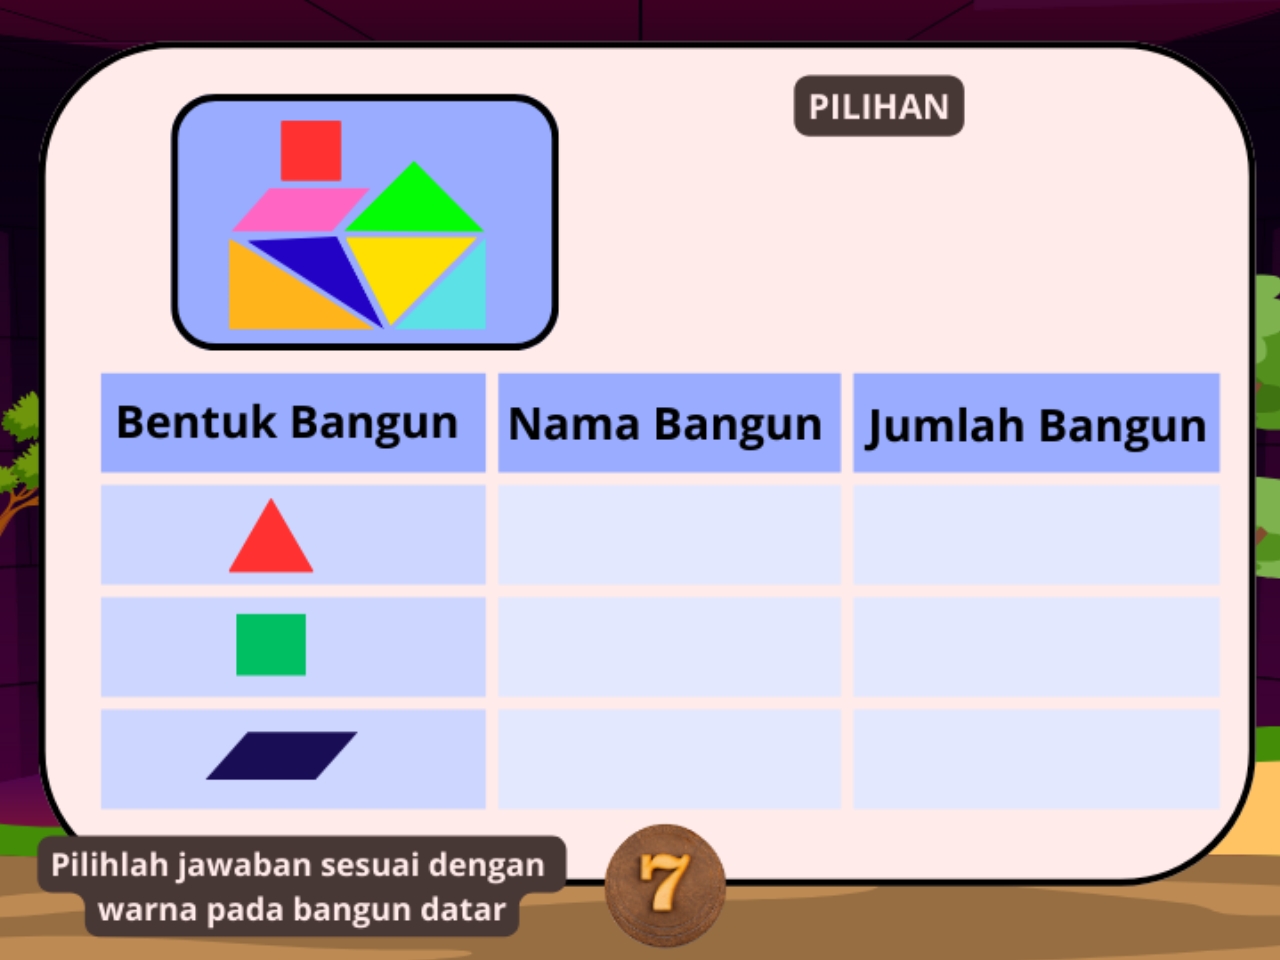 PILIHAN
Bentuk Bangun
Nama Bangun
Jumlah Bangun
Pilihlah jawaban sesuai dengan
warna pada bangun datar
7